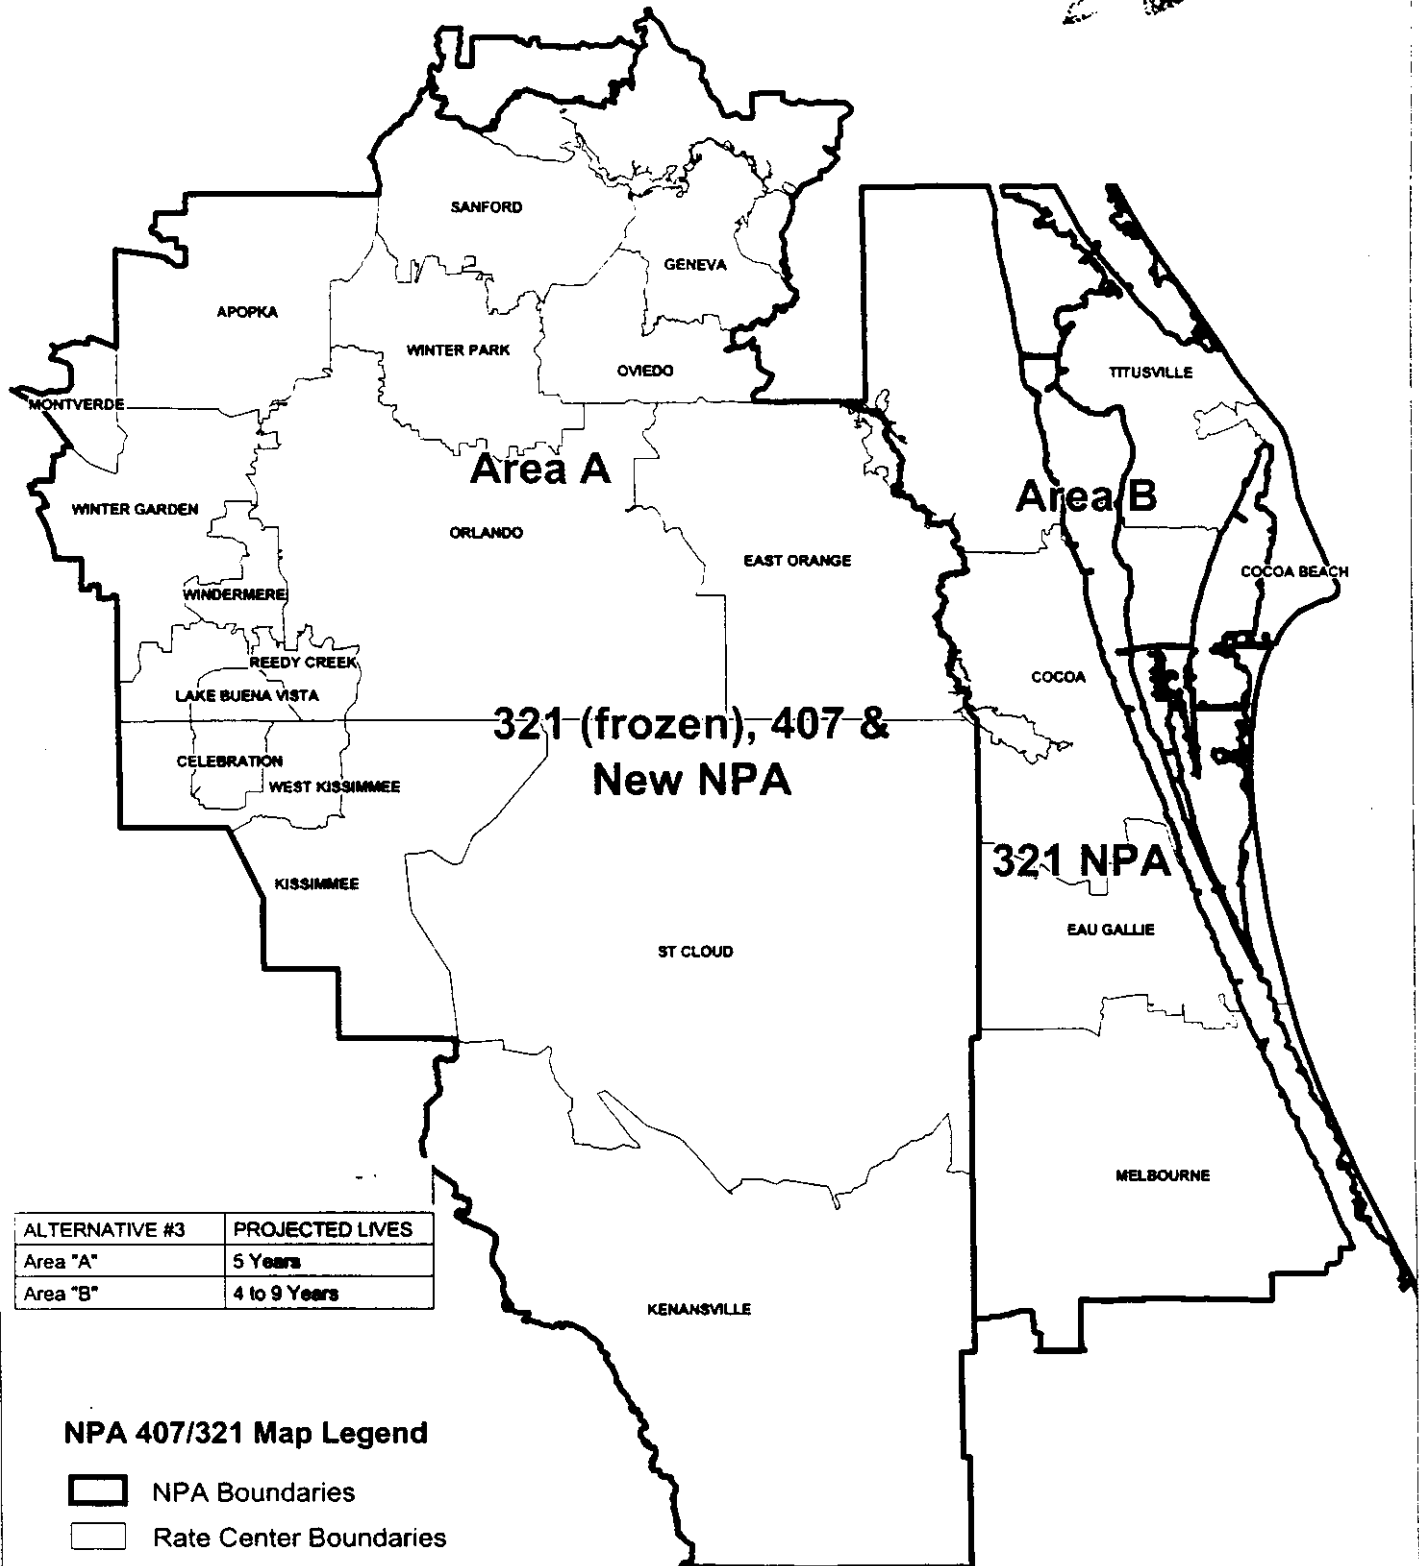 SANFORD
GENEVA
APOPKA
WINTER PARK
OVIEDO
TITUSVILLE
MONTVERDE
Area A
Area B
WINTER GARDEN
ORLANDO
EAST ORANGE
COCOA BEACH
WINDERMERE
REEDY CREEK
COCOA
LAKE BUENA VISTA
321 (frozen), 407 &
New NPA
CELEBRATION
WEST KISSIMMEE
321 NPA
KISSIMMEE
EAU GALLIE
ST CLOUD
MELBOURNE
ALTERNATIVE #3 PROJECTED LIVES
Area "A" 5 Years
Area "B" 4 to 9 Years
KENANSVILLE
NPA 407/321 Map Legend
NPA Boundaries
Rate Center Boundaries